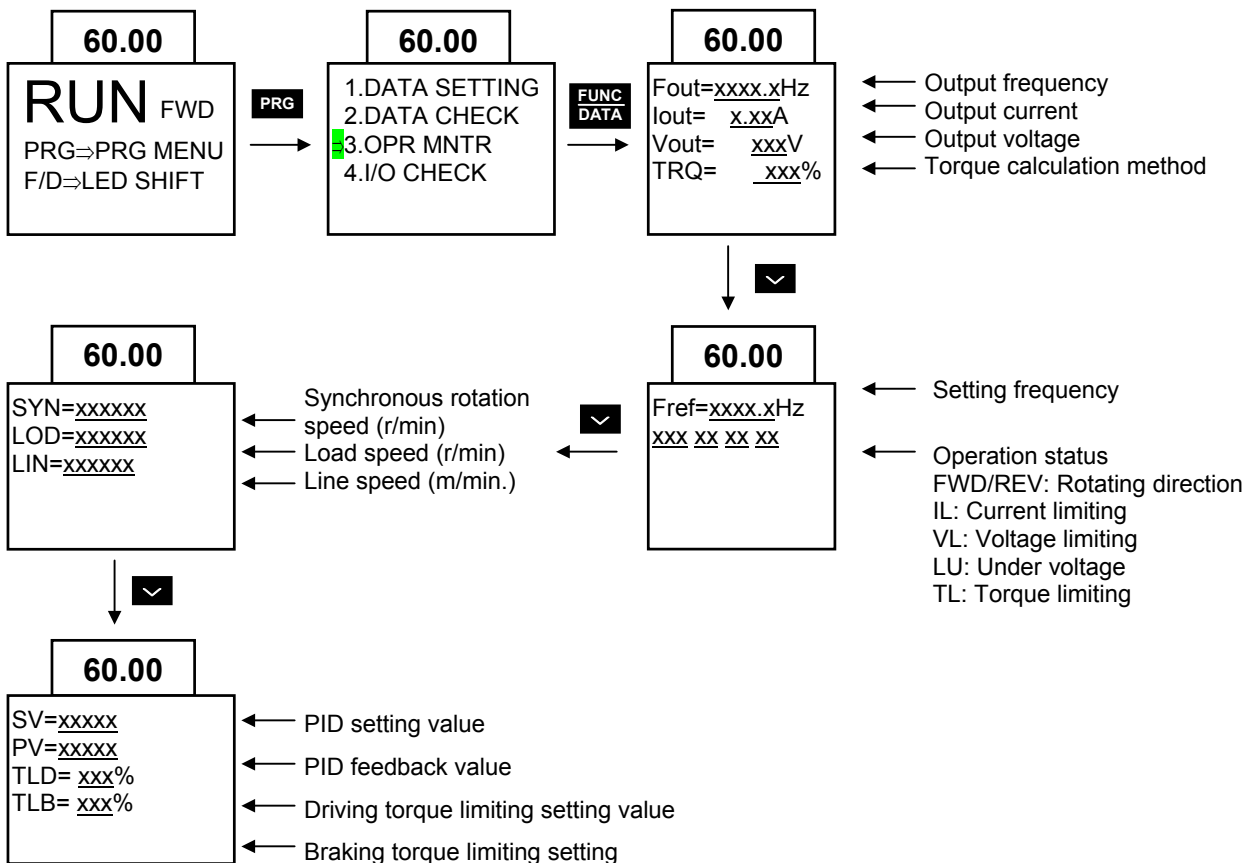 60.00
RUN FWD
PRG⇒PRG MENU
F/D⇒LED SHIFT
PRG
60.00
1.DATA SETTING
2.DATA CHECK
⇒3.OPR MNTR
4.I/O CHECK
FUNC
DATA
60.00
Fout=xxxx.xHz
Iout= x.xxA
Vout= xxxV
TRQ= xxx%
Output frequency
Output current
Output voltage
Torque calculation method
60.00
Fref=xxxx.xHz
xxx xx xx xx
Setting frequency
Operation status
FWD/REV: Rotating direction
IL: Current limiting
VL: Voltage limiting
LU: Under voltage
TL: Torque limiting
60.00
SYN=xxxxxx
LOD=xxxxxx
LIN=xxxxxx
Synchronous rotation
speed (r/min)
Load speed (r/min)
Line speed (m/min.)
60.00
SV=xxxxx
PV=xxxxx
TLD= xxx%
TLB= xxx%
PID setting value
PID feedback value
Driving torque limiting setting value
Braking torque limiting setting